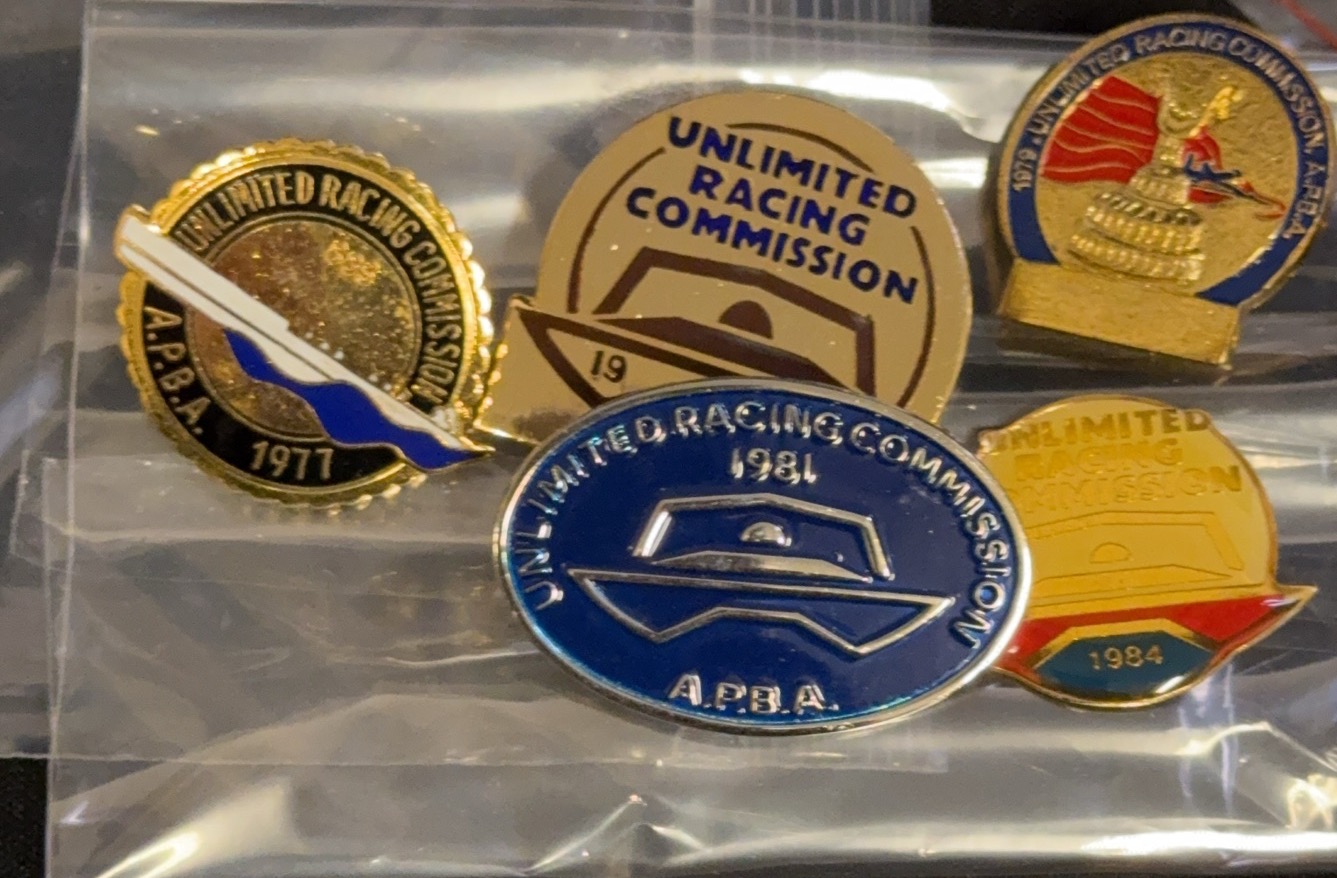 UNLIMITED RACING COMMISSION
A.P.B.A. 1977
UNLIMITED
RACING
COMMISSION
19
1979 • UNLIMITED RACING COMMISSION, A.P.B.A.
UNLIMITED RACING COMMISSION
1981
A.P.B.A.
UNLIMITED
RACING
COMMISSION
1984